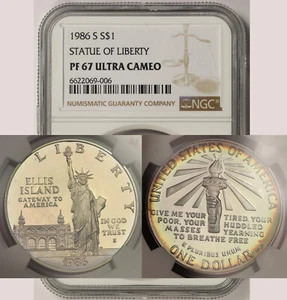 1986 S S$1
STATUE OF LIBERTY
PF 67 ULTRA CAMEO
6622069-006
NUMISMATIC GUARANTY COMPANY
NGC
LIBERTY
ELLIS
ISLAND
GATEWAY TO
AMERICA
IN GOD
WE
TRUST
S
1986
UNITED STATES OF AMERICA
GIVE ME YOUR TIRED, YOUR
POOR, YOUR HUDDLED
MASSES YEARNING
TO BREATHE FREE
E PLURIBUS UNUM
ONE DOLLAR